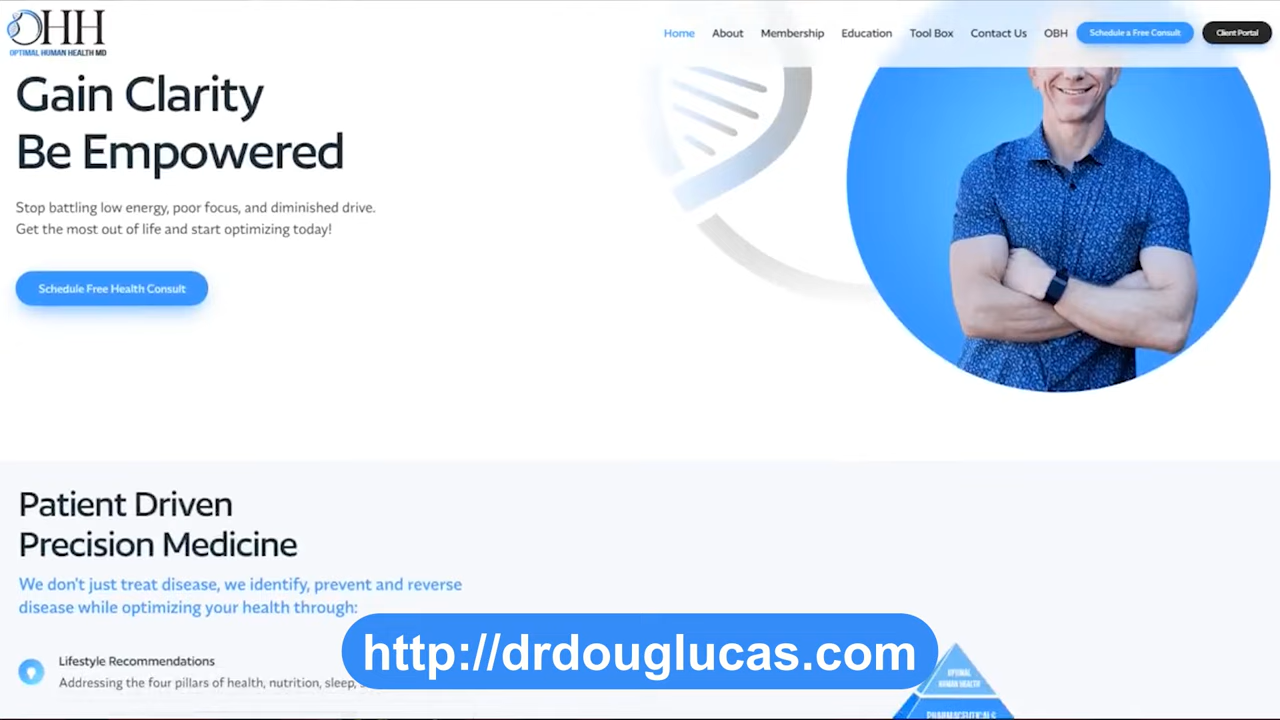 OHH
OPTIMAL HUMAN HEALTH MD
Home About Membership Education Tool Box Contact Us OBH Schedule a Free Consult Client Portal
Gain Clarity
Be Empowered
Stop battling low energy, poor focus, and diminished drive.
Get the most out of life and start optimizing today!
Schedule Free Health Consult
Patient Driven
Precision Medicine
We don't just treat disease, we identify, prevent and reverse
disease while optimizing your health through:
Lifestyle Recommendations
Addressing the four pillars of health, nutrition, sleep,
http://drdouglucas.com
OPTIMAL
HUMAN HEALTH
PHARMACEUTICALS